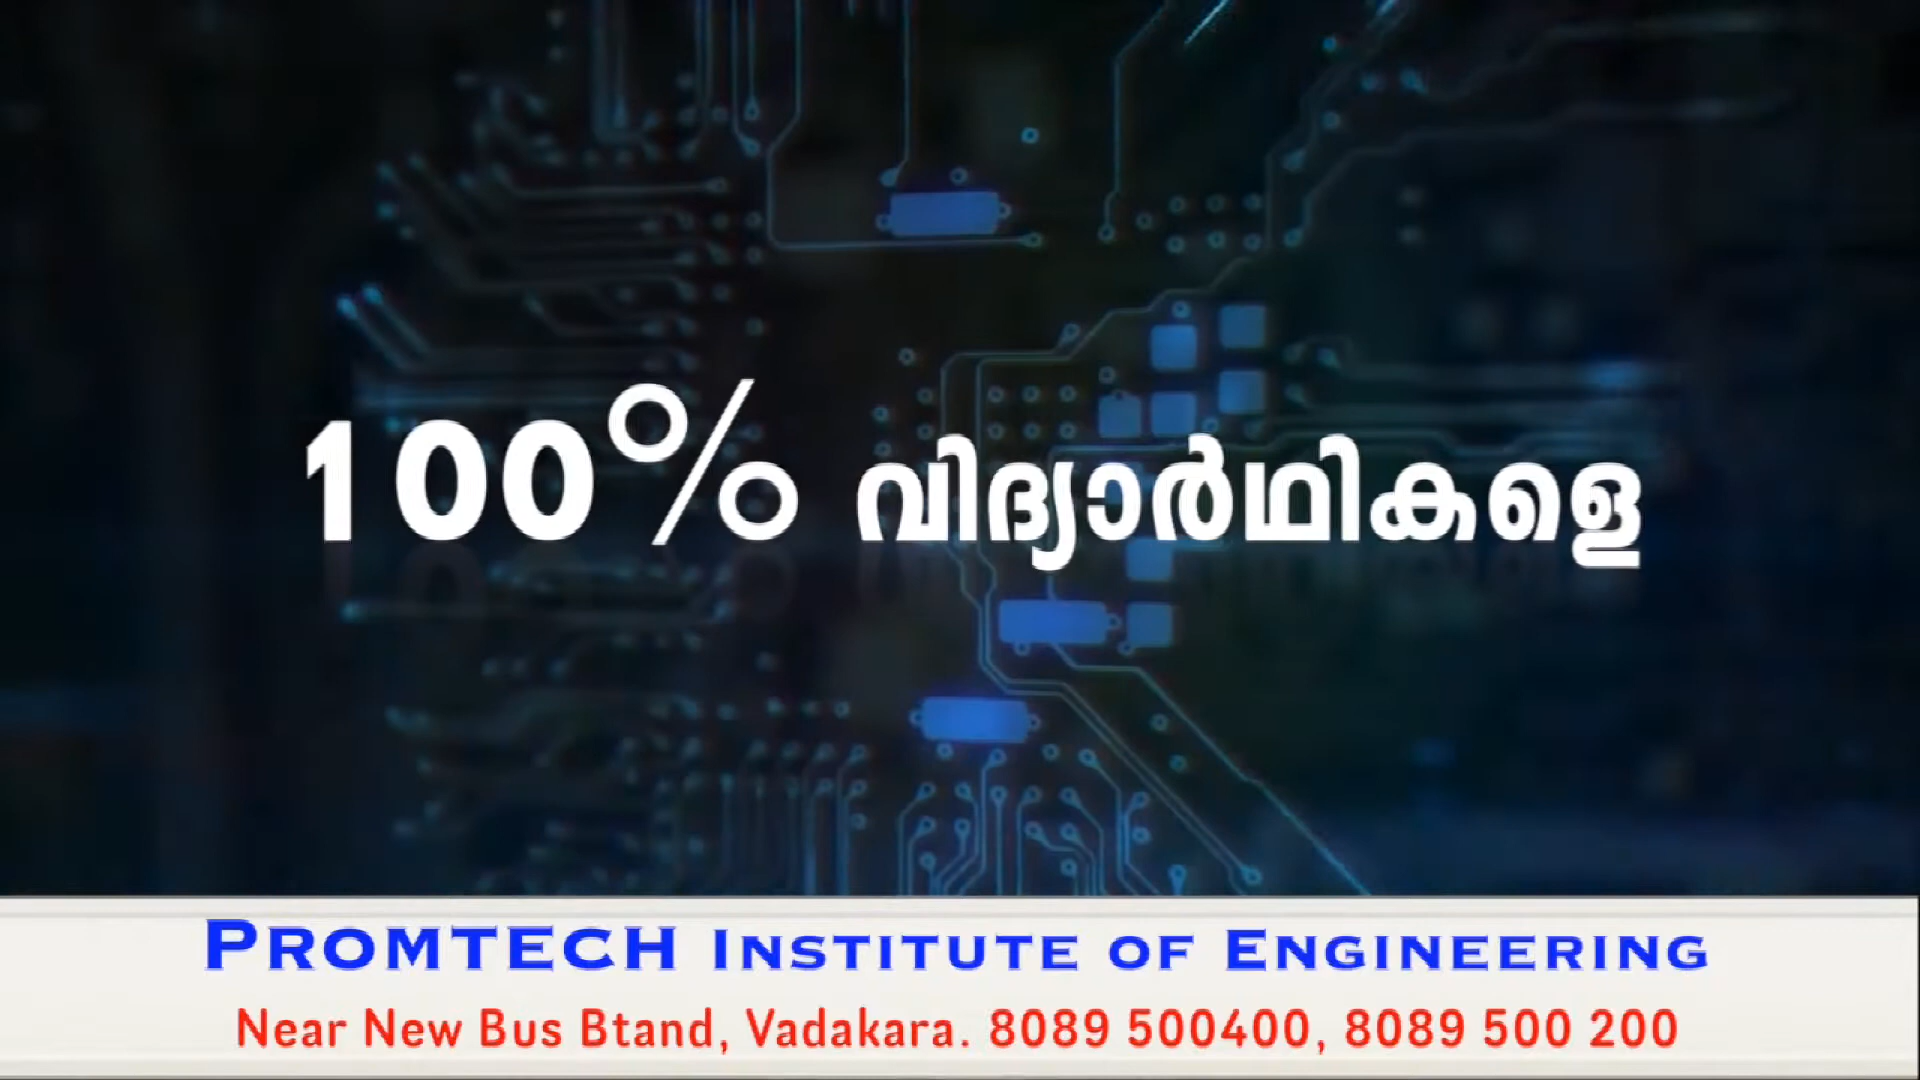 100% വിദ്യാർഥികളെ
PROMTECH INSTITUTE OF ENGINEERING
Near New Bus Btand, Vadakara. 8089 500400, 8089 500 200